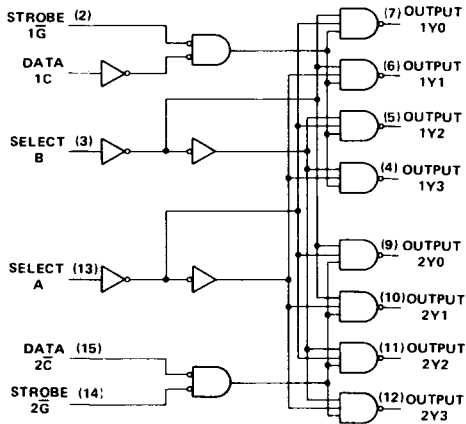 STROBE (2)
1G̅
DATA
1C
SELECT (3)
B
SELECT (13)
A
DATA (15)
2C̅
STROBE (14)
2G̅
(7) OUTPUT
1Y0
(6) OUTPUT
1Y1
(5) OUTPUT
1Y2
(4) OUTPUT
1Y3
(9) OUTPUT
2Y0
(10) OUTPUT
2Y1
(11) OUTPUT
2Y2
(12) OUTPUT
2Y3